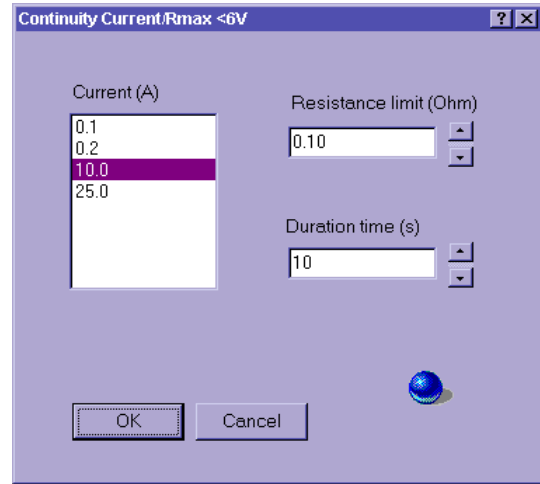 Continuity Current/Rmax <6V
Current (A)
0.1
0.2
10.0
25.0
Resistance limit (Ohm)
0.10
Duration time (s)
10
OK
Cancel